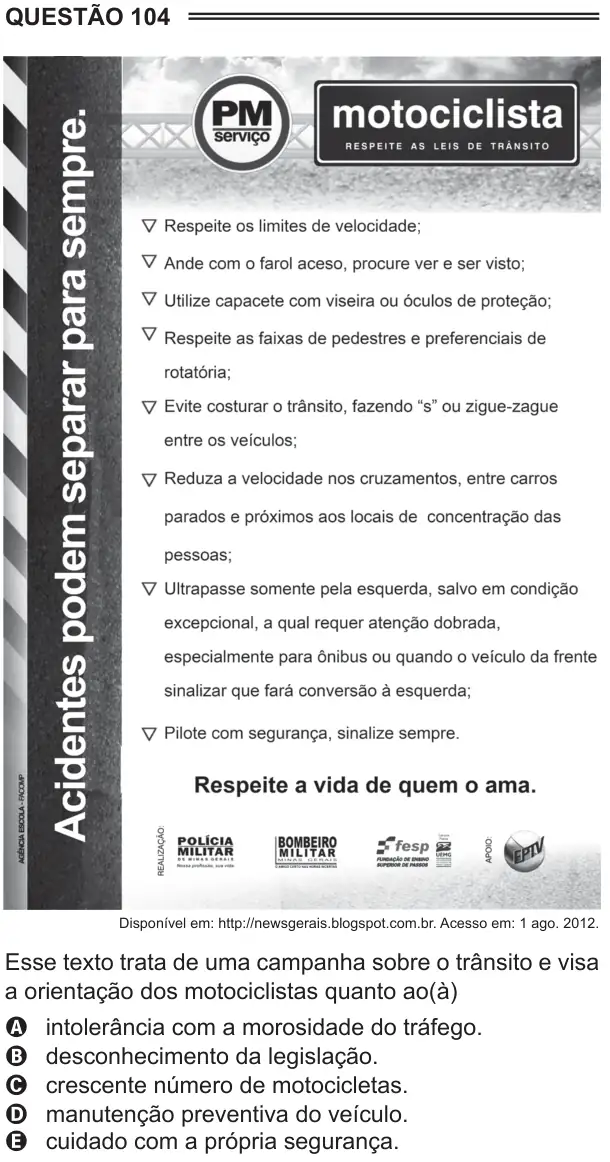 QUESTÃO 104
Acidentes podem separar para sempre.
AGÊNCIA ESCOLA - FACOMP
PM
serviço
motociclista
RESPEITE AS LEIS DE TRÂNSITO
Respeite os limites de velocidade;
Ande com o farol aceso, procure ver e ser visto;
Utilize capacete com viseira ou óculos de proteção;
Respeite as faixas de pedestres e preferenciais de
rotatória;
Evite costurar o trânsito, fazendo “s” ou zigue-zague
entre os veículos;
Reduza a velocidade nos cruzamentos, entre carros
parados e próximos aos locais de concentração das
pessoas;
Ultrapasse somente pela esquerda, salvo em condição
excepcional, a qual requer atenção dobrada,
especialmente para ônibus ou quando o veículo da frente
sinalizar que fará conversão à esquerda;
Pilote com segurança, sinalize sempre.
Respeite a vida de quem o ama.
REALIZAÇÃO:
POLÍCIA
MILITAR
DE MINAS GERAIS
Nossa profissão, sua vida.
BOMBEIRO
MILITAR
MINAS GERAIS
O AMIGO CERTO NAS HORAS INCERTAS
fesp
FUNDAÇÃO DE ENSINO
SUPERIOR DE PASSOS
UEMG
APOIO:
EPTV
Disponível em: http://newsgerais.blogspot.com.br. Acesso em: 1 ago. 2012.
Esse texto trata de uma campanha sobre o trânsito e visa
a orientação dos motociclistas quanto ao(à)
A intolerância com a morosidade do tráfego.
B desconhecimento da legislação.
C crescente número de motocicletas.
D manutenção preventiva do veículo.
E cuidado com a própria segurança.